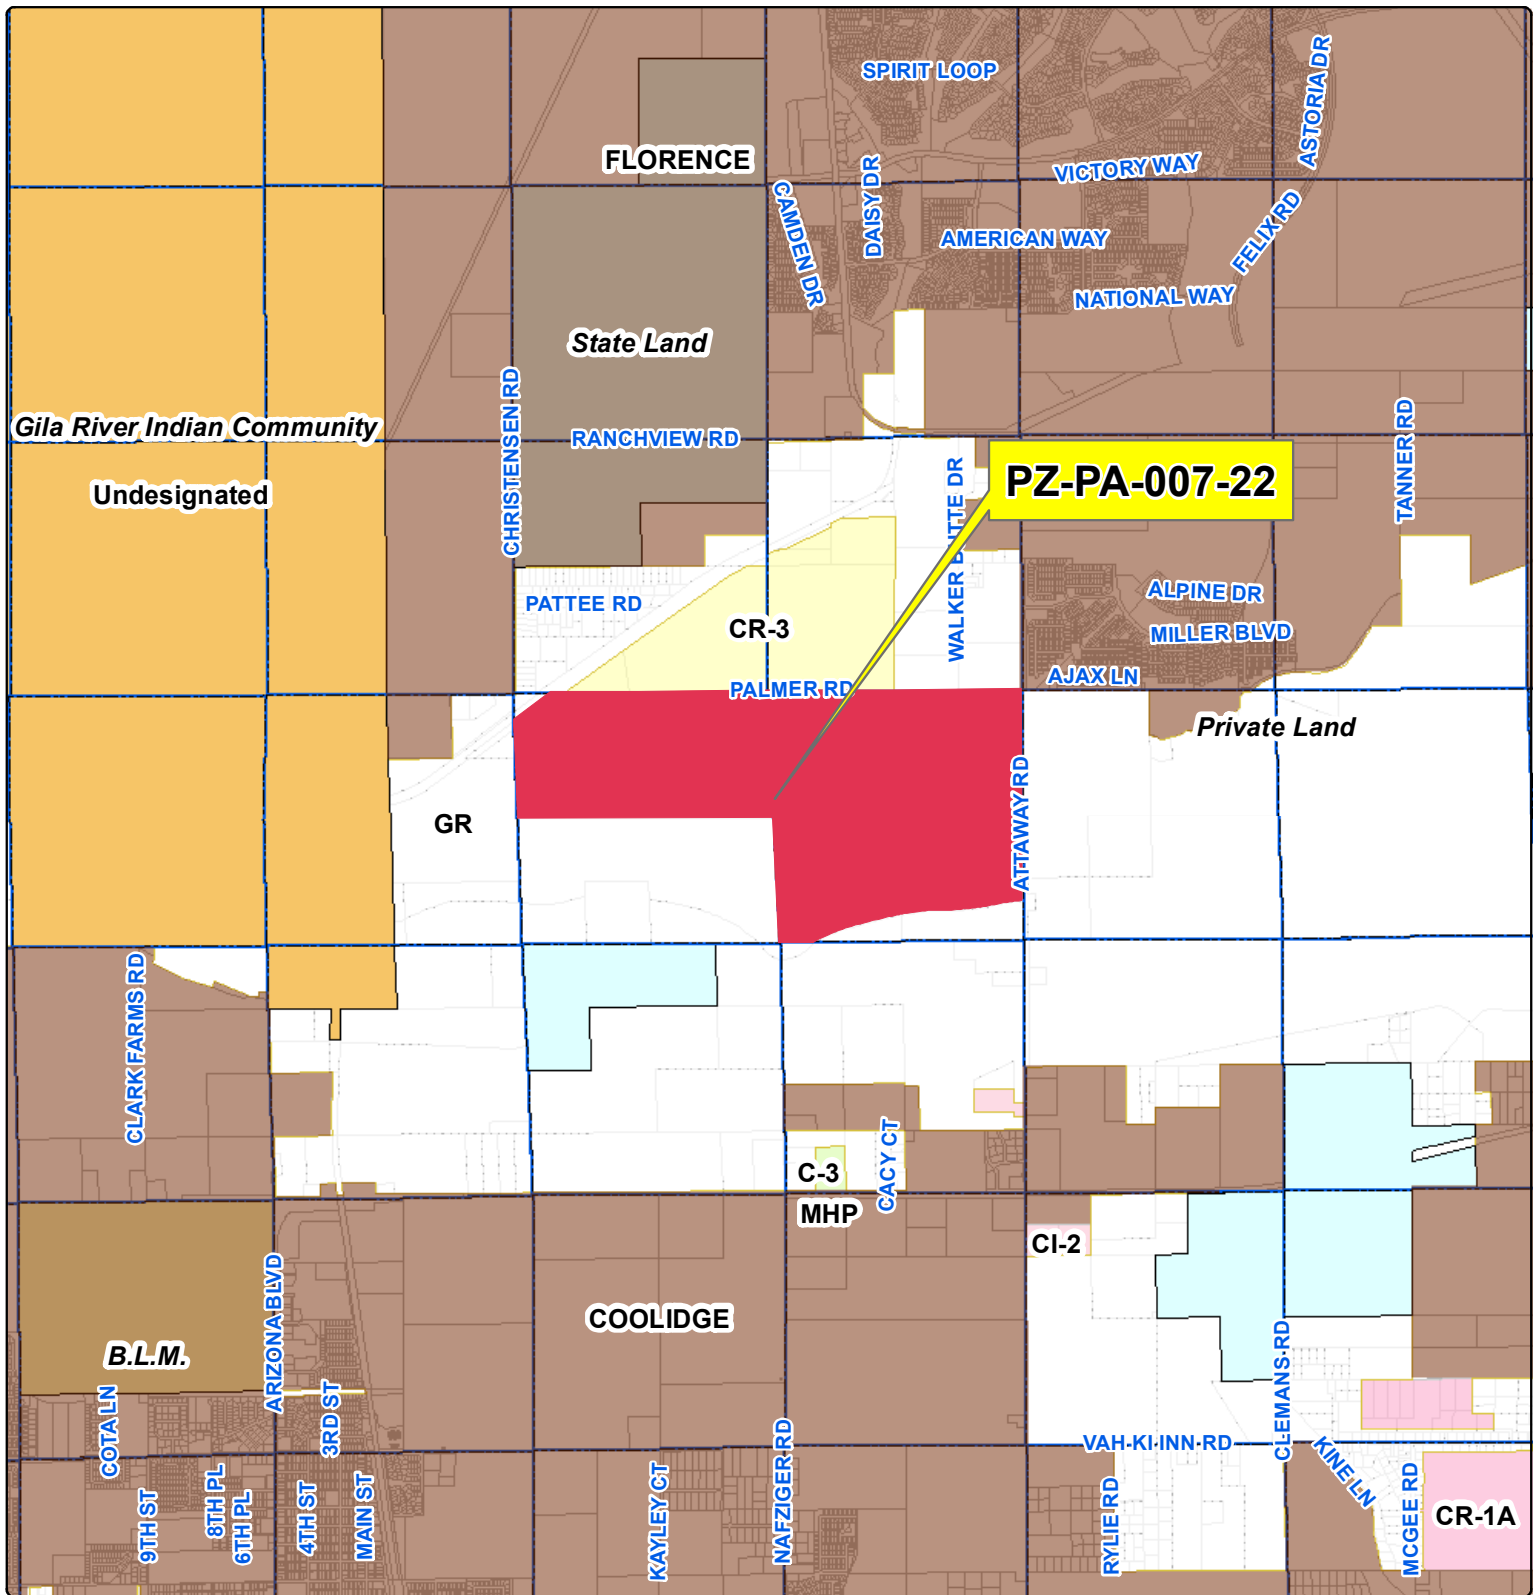 SPIRIT LOOP
ASTORIA DR
FLORENCE
VICTORY WAY
DAISY DR
CAMDEN DR
AMERICAN WAY
FELIX RD
NATIONAL WAY
State Land
Gila River Indian Community
CHRISTENSEN RD
RANCHVIEW RD
TANNER RD
Undesignated
WALKER BUTTE DR
PZ-PA-007-22
PATTEE RD
CR-3
ALPINE DR
MILLER BLVD
AJAX LN
PALMER RD
Private Land
GR
ATTAWAY RD
CLARK FARMS RD
C-3
CACY CT
MHP
CI-2
ARIZONA BLVD
COOLIDGE
B.L.M.
CLEMANS RD
COTA LN
3RD ST
NAFZIGER RD
VAH-KI INN RD
KINE LN
9TH ST
8TH PL
6TH PL
4TH ST
MAIN ST
KAYLEY CT
RYLIE RD
MCGEE RD
CR-1A